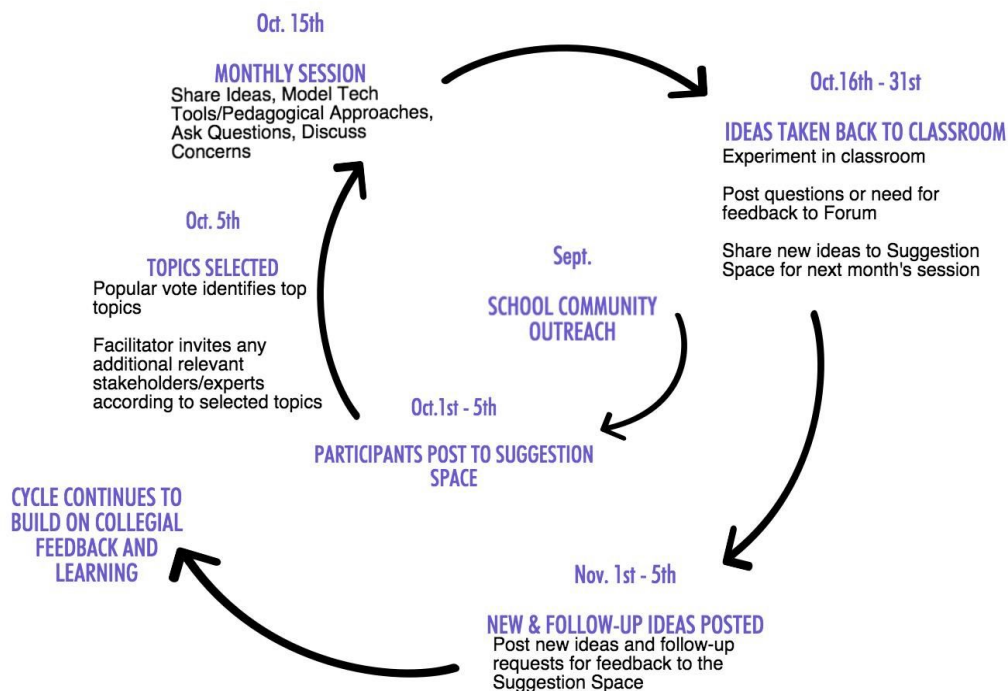 Oct. 15th
MONTHLY SESSION
Share Ideas, Model Tech
Tools/Pedagogical Approaches,
Ask Questions, Discuss
Concerns
Oct.16th - 31st
IDEAS TAKEN BACK TO CLASSROOM
Experiment in classroom
Post questions or need for
feedback to Forum
Share new ideas to Suggestion
Space for next month's session
Oct. 5th
TOPICS SELECTED
Popular vote identifies top
topics
Facilitator invites any
additional relevant
stakeholders/experts
according to selected topics
Sept.
SCHOOL COMMUNITY
OUTREACH
Oct.1st - 5th
PARTICIPANTS POST TO SUGGESTION
SPACE
CYCLE CONTINUES TO
BUILD ON COLLEGIAL
FEEDBACK AND
LEARNING
Nov. 1st - 5th
NEW & FOLLOW-UP IDEAS POSTED
Post new ideas and follow-up
requests for feedback to the
Suggestion Space